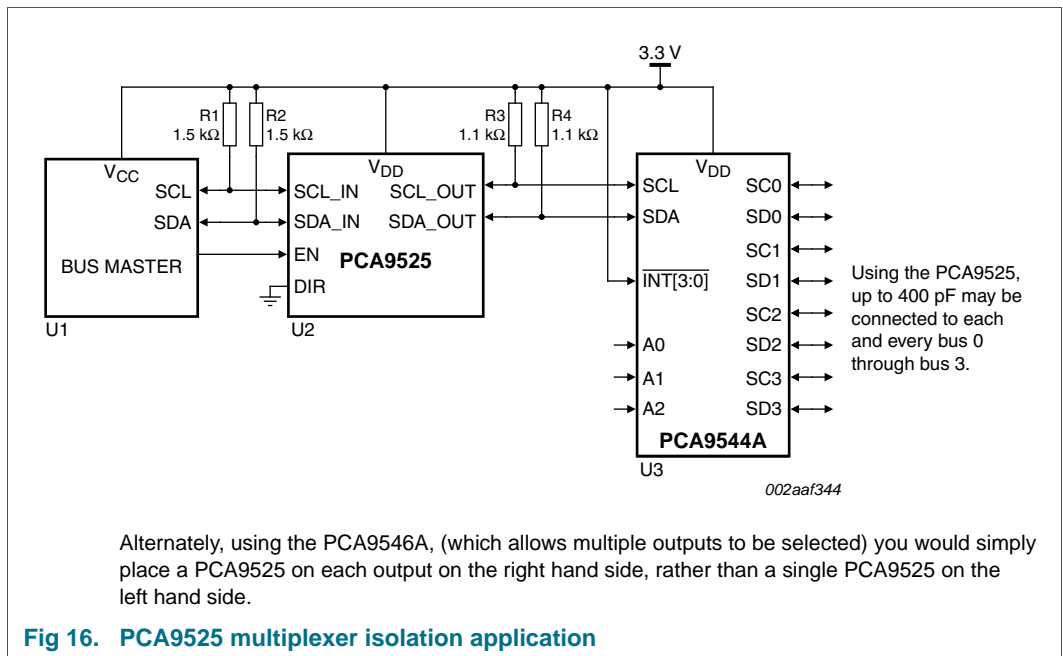 3.3 V
R1
1.5 kΩ
R2
1.5 kΩ
R3
1.1 kΩ
R4
1.1 kΩ
VCC
SCL
SDA
BUS MASTER
U1
VDD
SCL_IN
SCL_OUT
SDA_IN
SDA_OUT
EN
PCA9525
DIR
U2
VDD
SCL
SC0
SDA
SD0
SC1
INT[3:0]
SD1
SC2
A0
SD2
A1
SC3
A2
SD3
PCA9544A
U3
Using the PCA9525,
up to 400 pF may be
connected to each
and every bus 0
through bus 3.
002aaf344
Alternately, using the PCA9546A, (which allows multiple outputs to be selected) you would simply
place a PCA9525 on each output on the right hand side, rather than a single PCA9525 on the
left hand side.
Fig 16. PCA9525 multiplexer isolation application